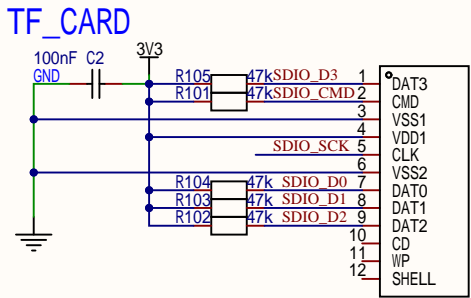 TF_CARD
100nF C2
GND
3V3
R105 47k SDIO_D3 1 DAT3
R101 47k SDIO_CMD 2 CMD
3 VSS1
4 VDD1
SDIO_SCK 5 CLK
6 VSS2
R104 47k SDIO_D0 7 DAT0
R103 47k SDIO_D1 8 DAT1
R102 47k SDIO_D2 9 DAT2
10 CD
11 WP
12 SHELL